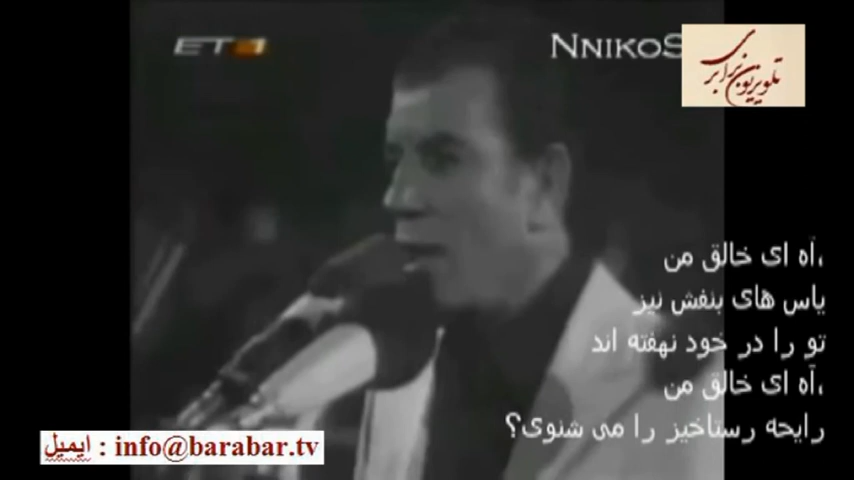 ET1
NNIKOS
تلویزیون برابری
آه ای خالق من،
یاس های بنفش نیز
تو را در خود نهفته اند
آه ای خالق من،
رایحه رستاخیز را می شنوی؟
ایمیل : info@barabar.tv